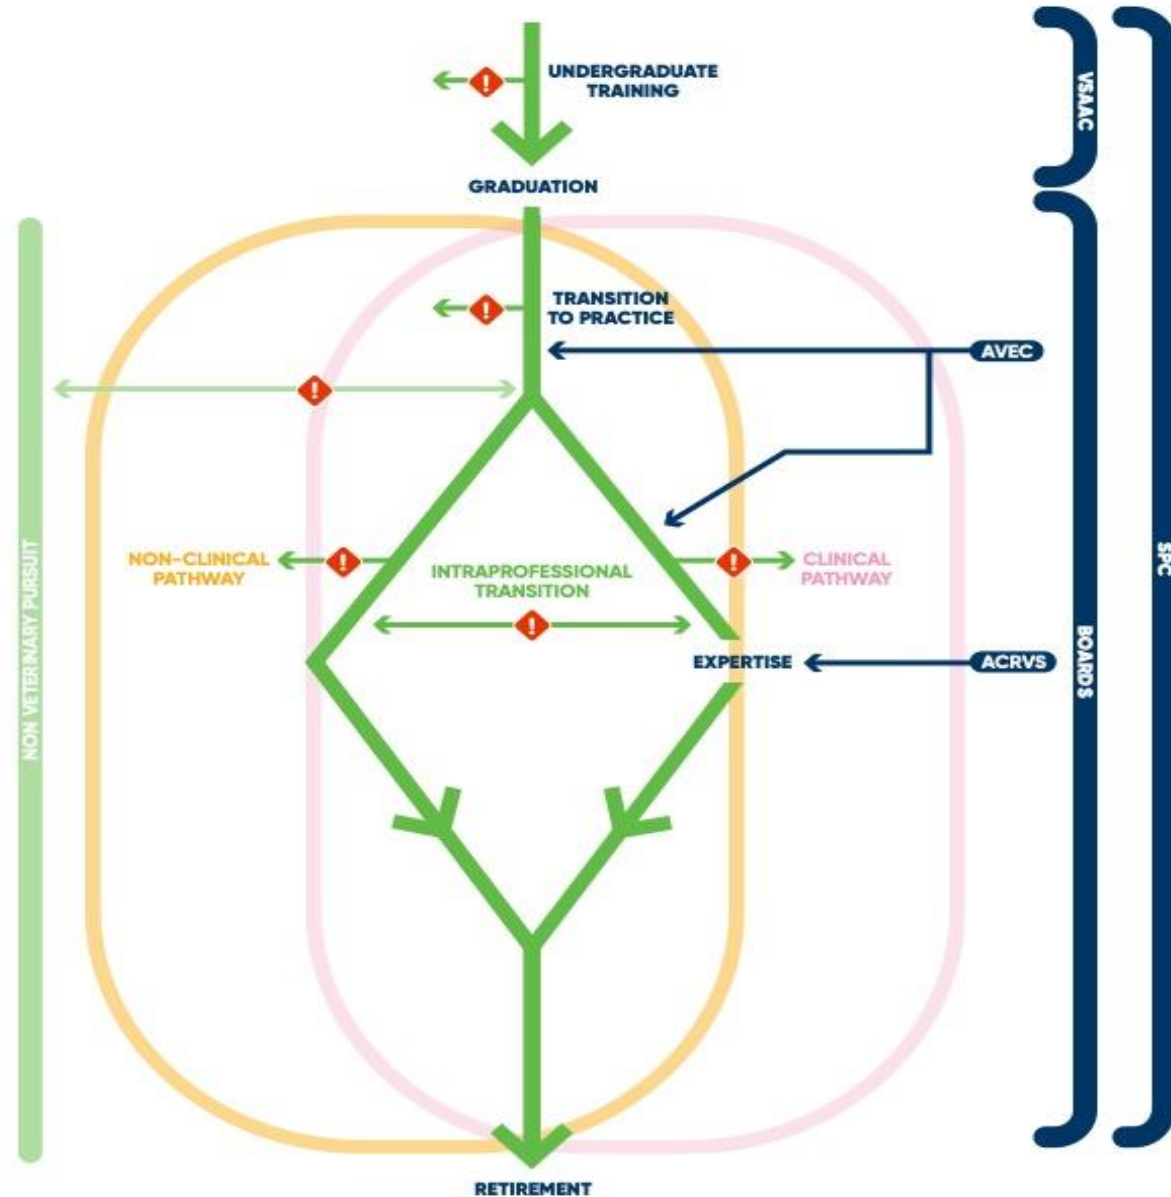 UNDERGRADUATE
TRAINING
VSAAC
GRADUATION
TRANSITION
TO PRACTICE
AVEC
NON-CLINICAL
PATHWAY
INTRAPROFESSIONAL
TRANSITION
CLINICAL
PATHWAY
SPC
NON VETERINARY PURSUIT
EXPERTISE
ACRVS
BOARDS
RETIREMENT